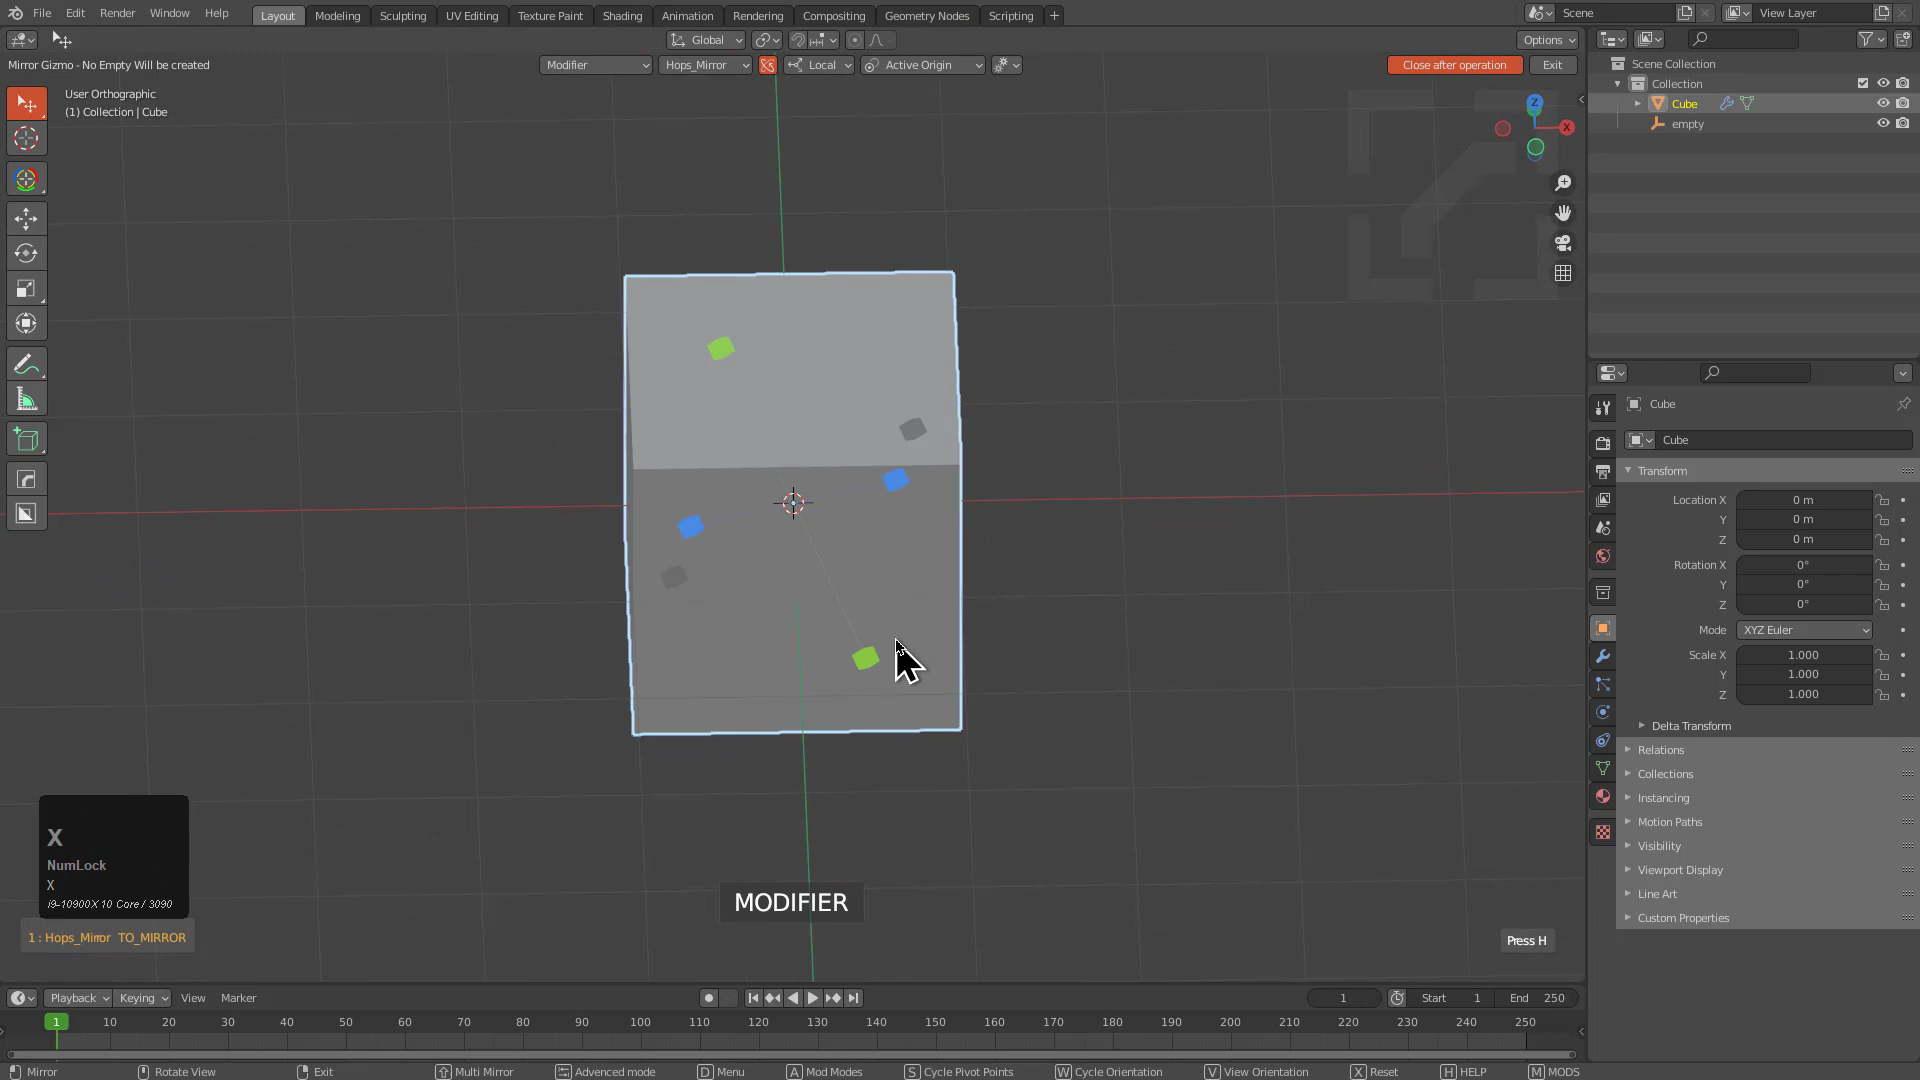 File Edit Render Window Help Layout Modeling Sculpting UV Editing Texture Paint Shading Animation Rendering Compositing Geometry Nodes Scripting + Scene View Layer
Global Options
Mirror Gizmo - No Empty Will be created Modifier Hops_Mirror Local Active Origin Close after operation Exit
User Orthographic
(1) Collection | Cube
Scene Collection
Collection
Cube
empty
Z
X
Cube
Cube
Transform
Location X 0 m
Y 0 m
Z 0 m
Rotation X 0°
Y 0°
Z 0°
Mode XYZ Euler
Scale X 1.000
Y 1.000
Z 1.000
Delta Transform
Relations
Collections
Instancing
Motion Paths
Visibility
Viewport Display
Line Art
Custom Properties
X
NumLock
X
i9-10900X 10 Core / 3090
1 : Hops_Mirror TO_MIRROR
MODIFIER
Press H
Playback Keying View Marker 1 Start 1 End 250
1 10 20 30 40 50 60 70 80 90 100 110 120 130 140 150 160 170 180 190 200 210 220 230 240 250
Mirror Rotate View Exit Multi Mirror Advanced mode D Menu A Mod Modes S Cycle Pivot Points W Cycle Orientation V View Orientation X Reset H HELP M MODS